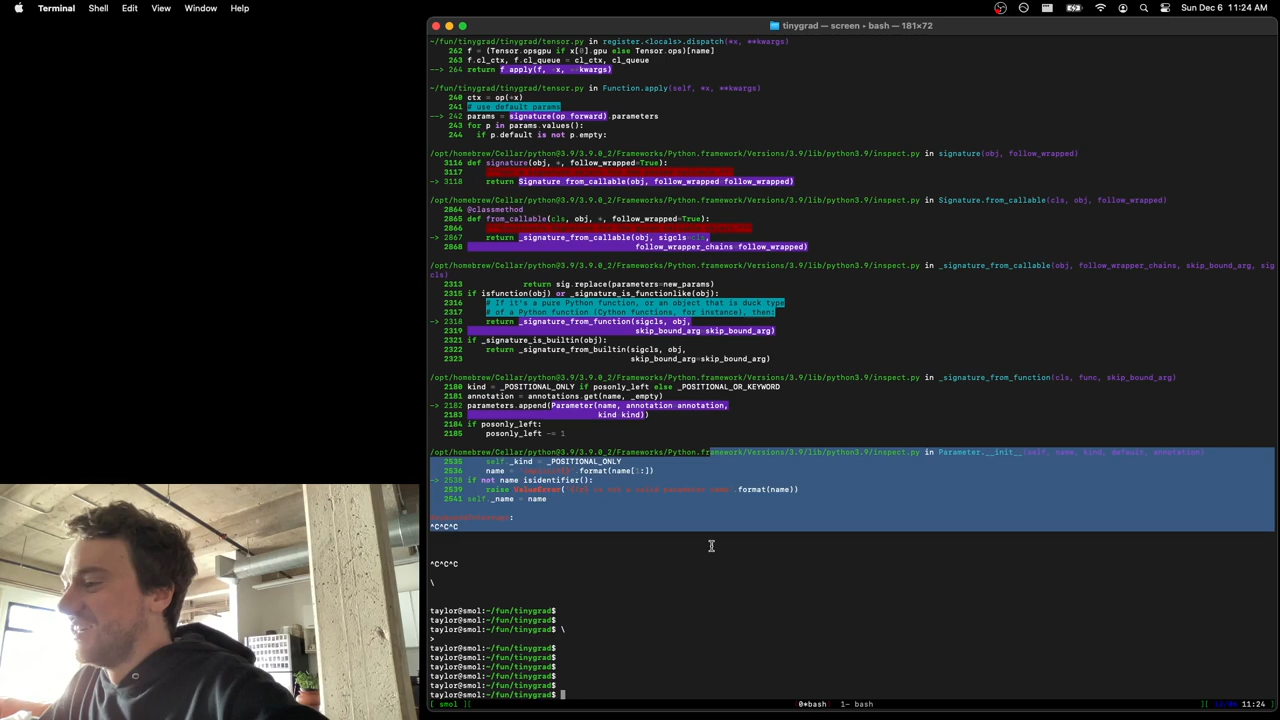 Terminal Shell Edit View Window Help Sun Dec 6 11:24 AM
tinygrad — screen • bash — 181×72
~/fun/tinygrad/tinygrad/tensor.py in register.<locals>.dispatch(*x, **kwargs)
262 f = (Tensor.opsgpu if x[0].gpu else Tensor.ops)[name]
263 f.cl_ctx, f.cl_queue = cl_ctx, cl_queue
--> 264 return f apply(f, x, kwargs)
~/fun/tinygrad/tinygrad/tensor.py in Function.apply(self, *x, **kwargs)
240 ctx = op(*x)
241 # use default params
--> 242 params = signature(op forward).parameters
243 for p in params.values():
244 if p.default is not p.empty:
/opt/homebrew/Cellar/python@3.9/3.9.0_2/Frameworks/Python.framework/Versions/3.9/lib/python3.9/inspect.py in signature(obj, follow_wrapped)
3116 def signature(obj, *, follow_wrapped=True):
3117
-> 3118 return Signature from_callable(obj, follow_wrapped follow_wrapped)
/opt/homebrew/Cellar/python@3.9/3.9.0_2/Frameworks/Python.framework/Versions/3.9/lib/python3.9/inspect.py in Signature.from_callable(cls, obj, follow_wrapped)
2864 @classmethod
2865 def from_callable(cls, obj, *, follow_wrapped=True):
2866
-> 2867 return _signature_from_callable(obj, sigcls cls,
2868 follow_wrapper_chains follow_wrapped)
/opt/homebrew/Cellar/python@3.9/3.9.0_2/Frameworks/Python.framework/Versions/3.9/lib/python3.9/inspect.py in _signature_from_callable(obj, follow_wrapper_chains, skip_bound_arg, sig
cls)
2313 return sig.replace(parameters=new_params)
2315 if isfunction(obj) or _signature_is_functionlike(obj):
2316 # If it's a pure Python function, or an object that is duck type
2317 # of a Python function (Cython functions, for instance), then:
-> 2318 return _signature_from_function(sigcls, obj,
2319 skip_bound_arg skip_bound_arg)
2321 if _signature_is_builtin(obj):
2322 return _signature_from_builtin(sigcls, obj,
2323 skip_bound_arg=skip_bound_arg)
/opt/homebrew/Cellar/python@3.9/3.9.0_2/Frameworks/Python.framework/Versions/3.9/lib/python3.9/inspect.py in _signature_from_function(cls, func, skip_bound_arg)
2180 kind = _POSITIONAL_ONLY if posonly_left else _POSITIONAL_OR_KEYWORD
2181 annotation = annotations.get(name, _empty)
-> 2182 parameters.append(Parameter(name, annotation annotation,
2183 kind kind))
2184 if posonly_left:
2185 posonly_left -= 1
/opt/homebrew/Cellar/python@3.9/3.9.0_2/Frameworks/Python.framework/Versions/3.9/lib/python3.9/inspect.py in Parameter.__init__(self, name, kind, default, annotation)
2535 self._kind = _POSITIONAL_ONLY
2536 name = .format(name[1:])
-> 2538 if not name isidentifier():
2539 raise ValueError( is not a valid parameter name .format(name))
2541 self._name = name
^C^C^C
^C^C^C
\
taylor@smol:~/fun/tinygrad$
taylor@smol:~/fun/tinygrad$
taylor@smol:~/fun/tinygrad$ \
>
taylor@smol:~/fun/tinygrad$
taylor@smol:~/fun/tinygrad$
taylor@smol:~/fun/tinygrad$
taylor@smol:~/fun/tinygrad$
taylor@smol:~/fun/tinygrad$
taylor@smol:~/fun/tinygrad$
[ smol ][ (0*bash) 1- bash ][ 11:24 ]